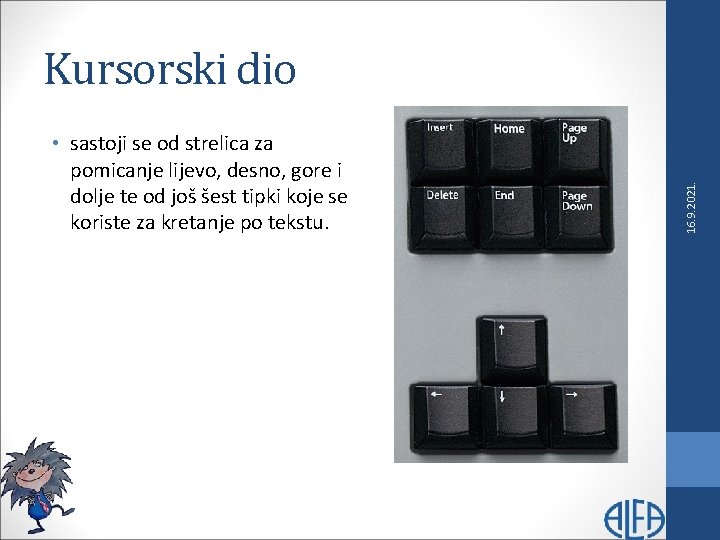 Kursorski dio
• sastoji se od strelica za
pomicanje lijevo, desno, gore i
dolje te od još šest tipki koje se
koriste za kretanje po tekstu.
Insert
Home
Page
Up
Delete
End
Page
Down
↑
←
↓
→
16.9.2021.
ALFA